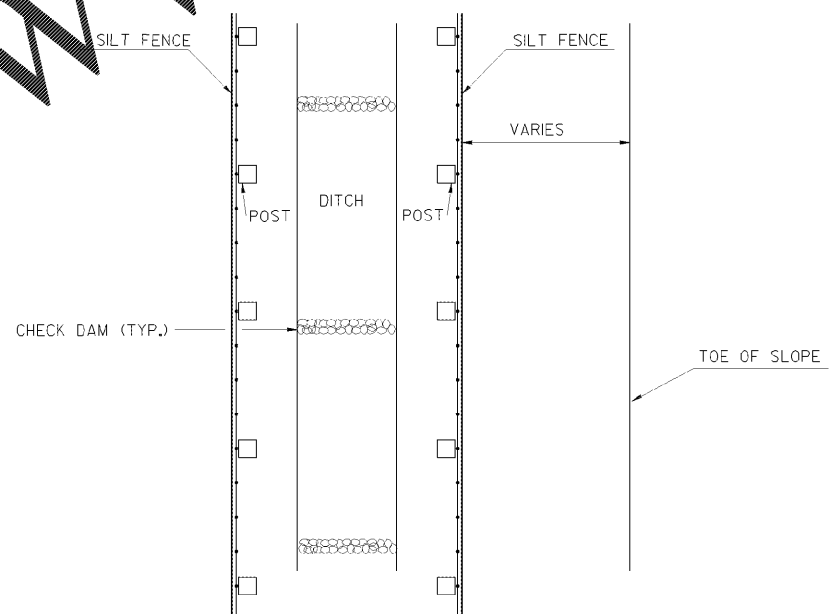 SILT FENCE
SILT FENCE
VARIES
DITCH
POST
POST
CHECK DAM (TYP.)
TOE OF SLOPE